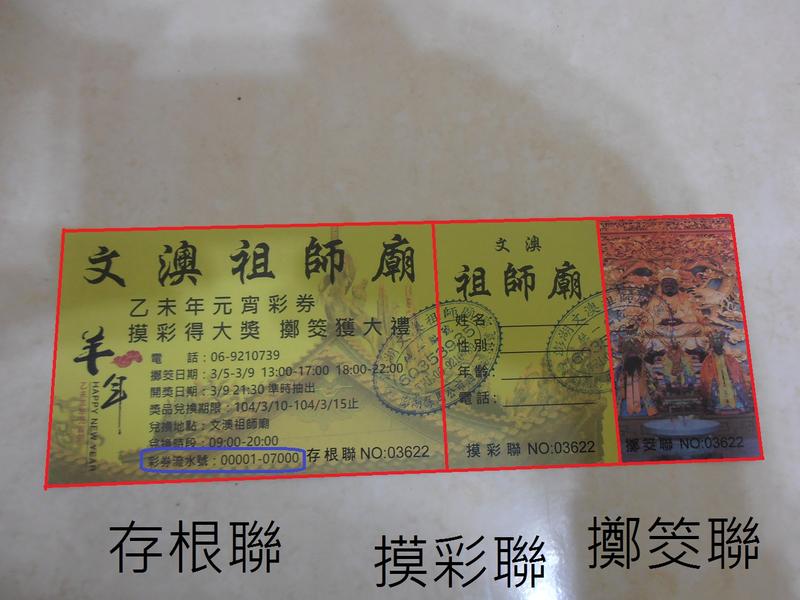 文澳祖師廟
乙未年元宵彩券
摸彩得大獎 擲筊獲大禮
羊年
HAPPY NEW YEAR
電 話：06-9210739
擲筊日期：3/5-3/9 13:00-17:00 18:00-22:00
開獎日期：3/9 21:30 準時抽出
獎品兌換期限：104/3/10-104/3/15止
兌換地點：文澳祖師廟
兌換時段：09:00-20:00
彩券流水號：00001-07000
存根聯 NO:03622
文澳
祖師廟
姓名：
性別：
年齡：
電話：
摸彩聯 NO:03622
擲筊聯 NO:03622
存根聯
摸彩聯
擲筊聯